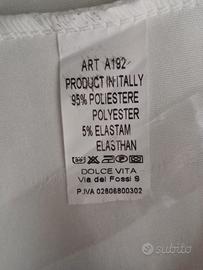 ART A192
PRODUCT IN ITALLY
95% POLIESTERE
POLYESTER
5% ELASTAM
ELASTHAN
DOLCE VITA
Via dei Fossi 9
P.IVA 02606800302
subito